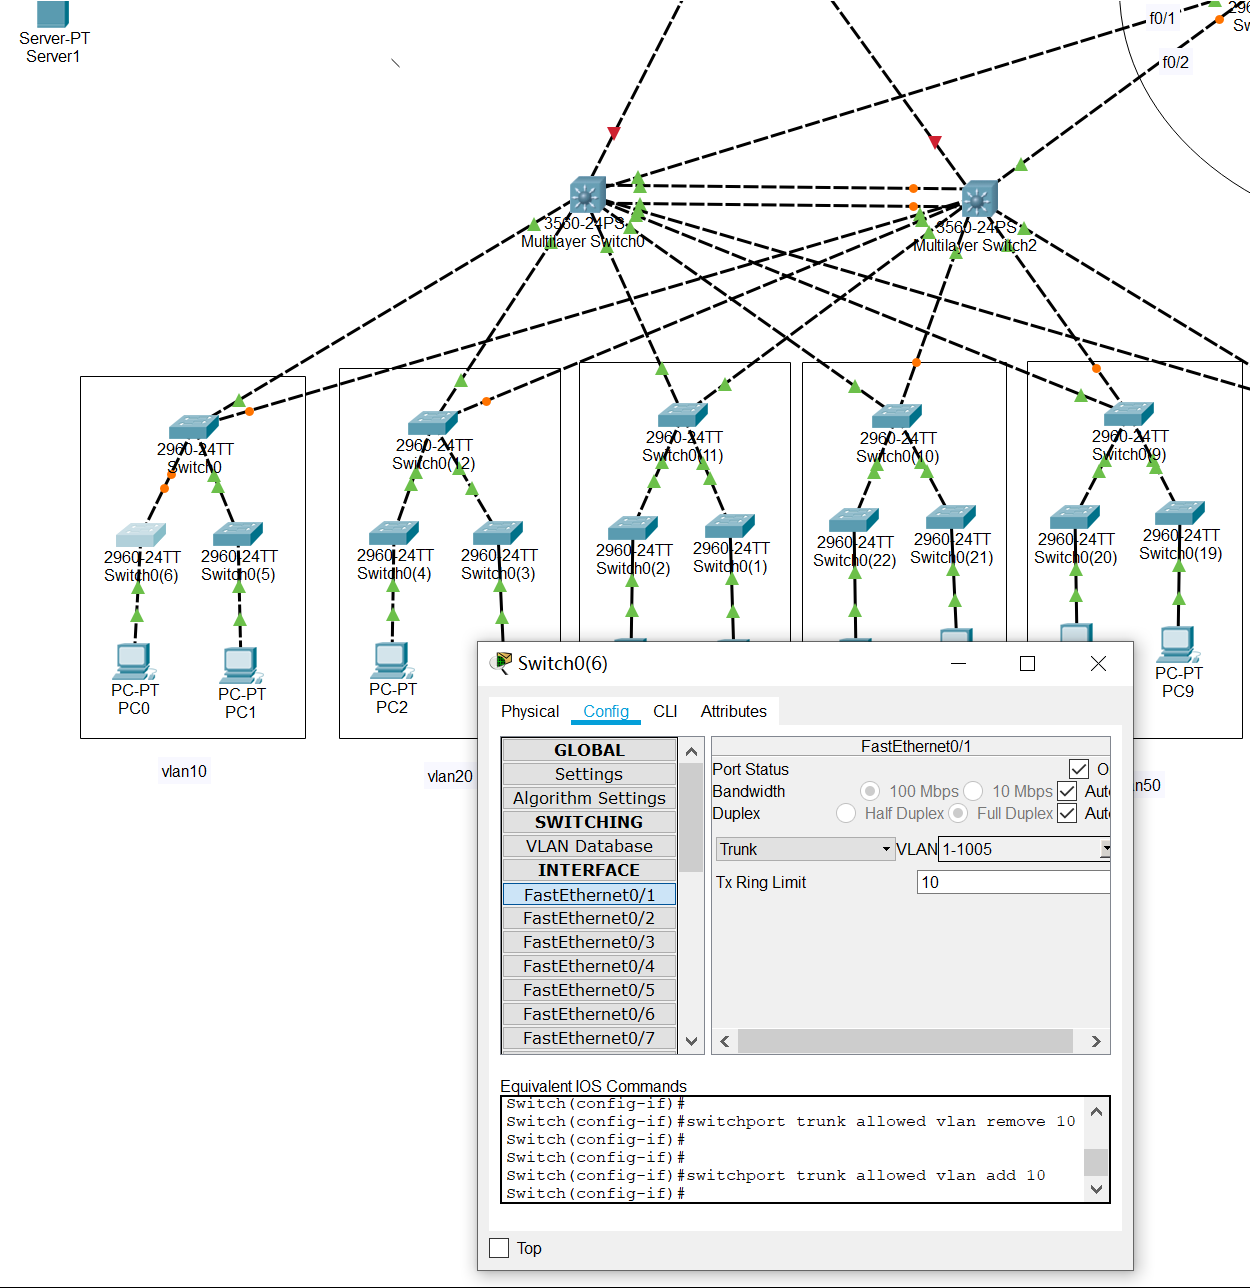 Server-PT
Server1
f0/1
f0/2
3560-24PS
Multilayer Switch0
3560-24PS
Multilayer Switch2
2960-24TT
Switch0
2960-24TT
Switch0(12)
2960-24TT
Switch0(11)
2960-24TT
Switch0(10)
2960-24TT
Switch0(9)
2960-24TT
Switch0(6)
2960-24TT
Switch0(5)
2960-24TT
Switch0(4)
2960-24TT
Switch0(3)
2960-24TT
Switch0(2)
2960-24TT
Switch0(1)
2960-24TT
Switch0(22)
2960-24TT
Switch0(21)
2960-24TT
Switch0(20)
2960-24TT
Switch0(19)
PC-PT
PC0
PC-PT
PC1
PC-PT
PC2
PC-PT
PC9
vlan10
vlan20
n50
Switch0(6)
Physical Config CLI Attributes
GLOBAL
Settings
Algorithm Settings
SWITCHING
VLAN Database
INTERFACE
FastEthernet0/1
FastEthernet0/2
FastEthernet0/3
FastEthernet0/4
FastEthernet0/5
FastEthernet0/6
FastEthernet0/7
FastEthernet0/1
Port Status O
Bandwidth 100 Mbps 10 Mbps Aut
Duplex Half Duplex Full Duplex Aut
Trunk VLAN 1-1005
Tx Ring Limit 10
Equivalent IOS Commands
Switch(config-if)#
Switch(config-if)#switchport trunk allowed vlan remove 10
Switch(config-if)#
Switch(config-if)#
Switch(config-if)#switchport trunk allowed vlan add 10
Switch(config-if)#
Top